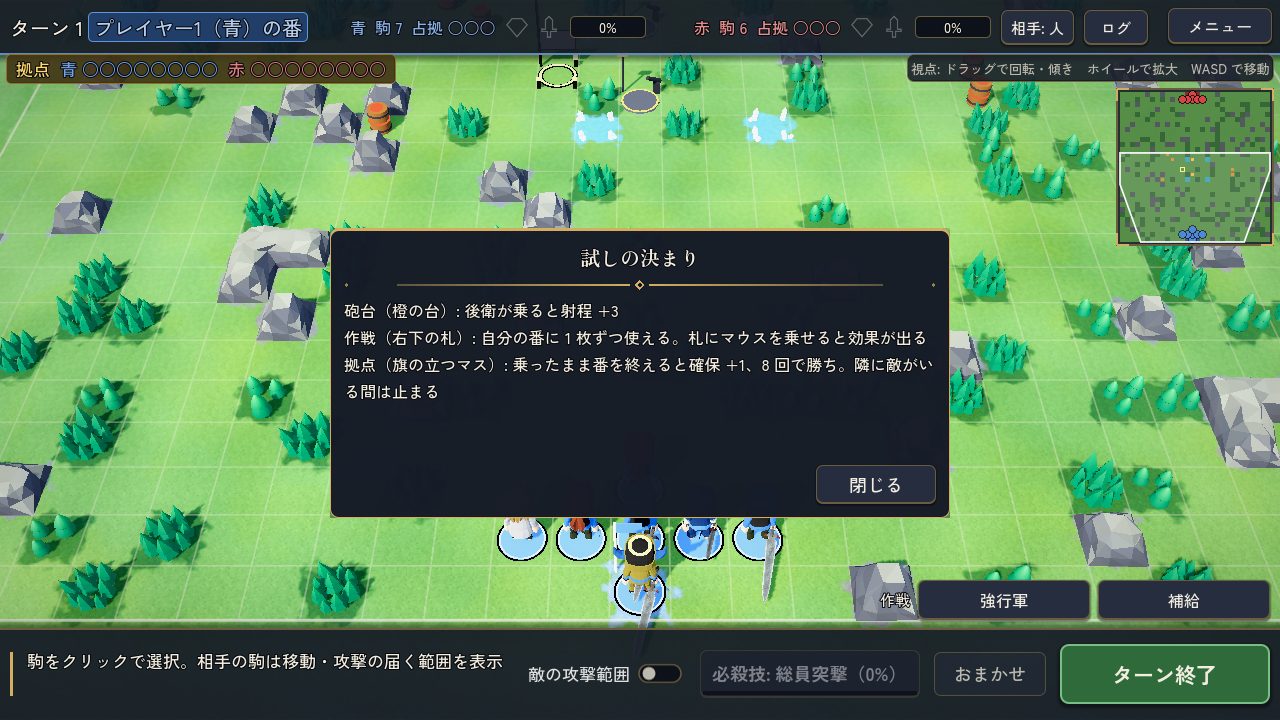 ターン 1 プレイヤー1（青）の番 青 駒 7 占拠 〇〇〇 0% 赤 駒 6 占拠 〇〇〇 0% 相手: 人 ログ メニュー
拠点 青 〇〇〇〇〇〇〇〇 赤 〇〇〇〇〇〇〇〇 視点: ドラッグで回転・傾き ホイールで拡大 WASD で移動
試しの決まり
砲台（橙の台）: 後衛が乗ると射程 +3
作戦（右下の札）: 自分の番に 1 枚ずつ使える。札にマウスを乗せると効果が出る
拠点（旗の立つマス）: 乗ったまま番を終えると確保 +1、8 回で勝ち。隣に敵がい
る間は止まる
閉じる
作戦 強行軍 補給
駒をクリックで選択。相手の駒は移動・攻撃の届く範囲を表示
敵の攻撃範囲 必殺技: 総員突撃（0%） おまかせ ターン終了